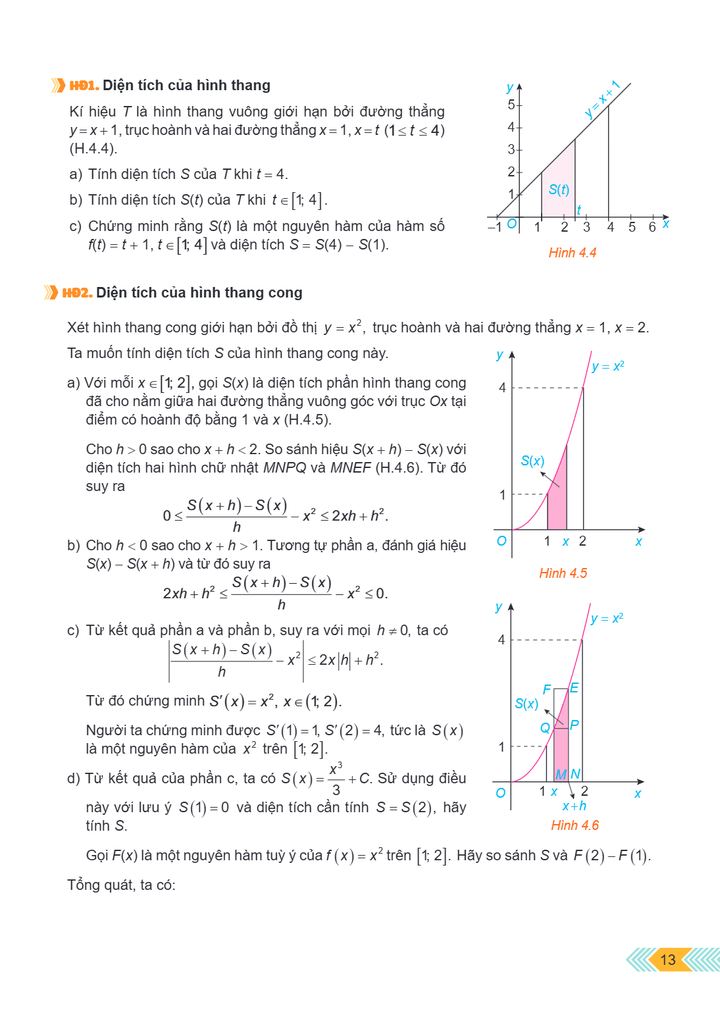 HĐ1. Diện tích của hình thang
Kí hiệu T là hình thang vuông giới hạn bởi đường thẳng
y = x + 1, trục hoành và hai đường thẳng x = 1, x = t (1 ≤ t ≤ 4)
(H.4.4).
a) Tính diện tích S của T khi t = 4.
b) Tính diện tích S(t) của T khi t ∈ [1; 4].
c) Chứng minh rằng S(t) là một nguyên hàm của hàm số
f(t) = t + 1, t ∈ [1; 4] và diện tích S = S(4) – S(1).
y
5
4
3
2
1
y = x + 1
S(t)
t
–1 O 1 2 3 4 5 6 x
Hình 4.4
HĐ2. Diện tích của hình thang cong
Xét hình thang cong giới hạn bởi đồ thị y = x², trục hoành và hai đường thẳng x = 1, x = 2.
Ta muốn tính diện tích S của hình thang cong này.
a) Với mỗi x ∈ [1; 2], gọi S(x) là diện tích phần hình thang cong
đã cho nằm giữa hai đường thẳng vuông góc với trục Ox tại
điểm có hoành độ bằng 1 và x (H.4.5).
Cho h > 0 sao cho x + h < 2. So sánh hiệu S(x + h) – S(x) với
diện tích hai hình chữ nhật MNPQ và MNEF (H.4.6). Từ đó
suy ra
0 ≤ (S(x + h) – S(x))/h – x² ≤ 2xh + h².
b) Cho h < 0 sao cho x + h > 1. Tương tự phần a, đánh giá hiệu
S(x) – S(x + h) và từ đó suy ra
2xh + h² ≤ (S(x + h) – S(x))/h – x² ≤ 0.
c) Từ kết quả phần a và phần b, suy ra với mọi h ≠ 0, ta có
|(S(x + h) – S(x))/h – x²| ≤ 2x|h| + h².
Từ đó chứng minh S′(x) = x², x ∈ (1; 2).
Người ta chứng minh được S′(1) = 1, S′(2) = 4, tức là S(x)
là một nguyên hàm của x² trên [1; 2].
d) Từ kết quả của phần c, ta có S(x) = x³/3 + C. Sử dụng điều
này với lưu ý S(1) = 0 và diện tích cần tính S = S(2), hãy
tính S.
y
y = x²
4
S(x)
1
O 1 x 2 x
Hình 4.5
y
y = x²
4
F E
S(x)
Q P
1
M N
O 1 x 2 x
x + h
Hình 4.6
Gọi F(x) là một nguyên hàm tuỳ ý của f(x) = x² trên [1; 2]. Hãy so sánh S và F(2) – F(1).
Tổng quát, ta có:
13